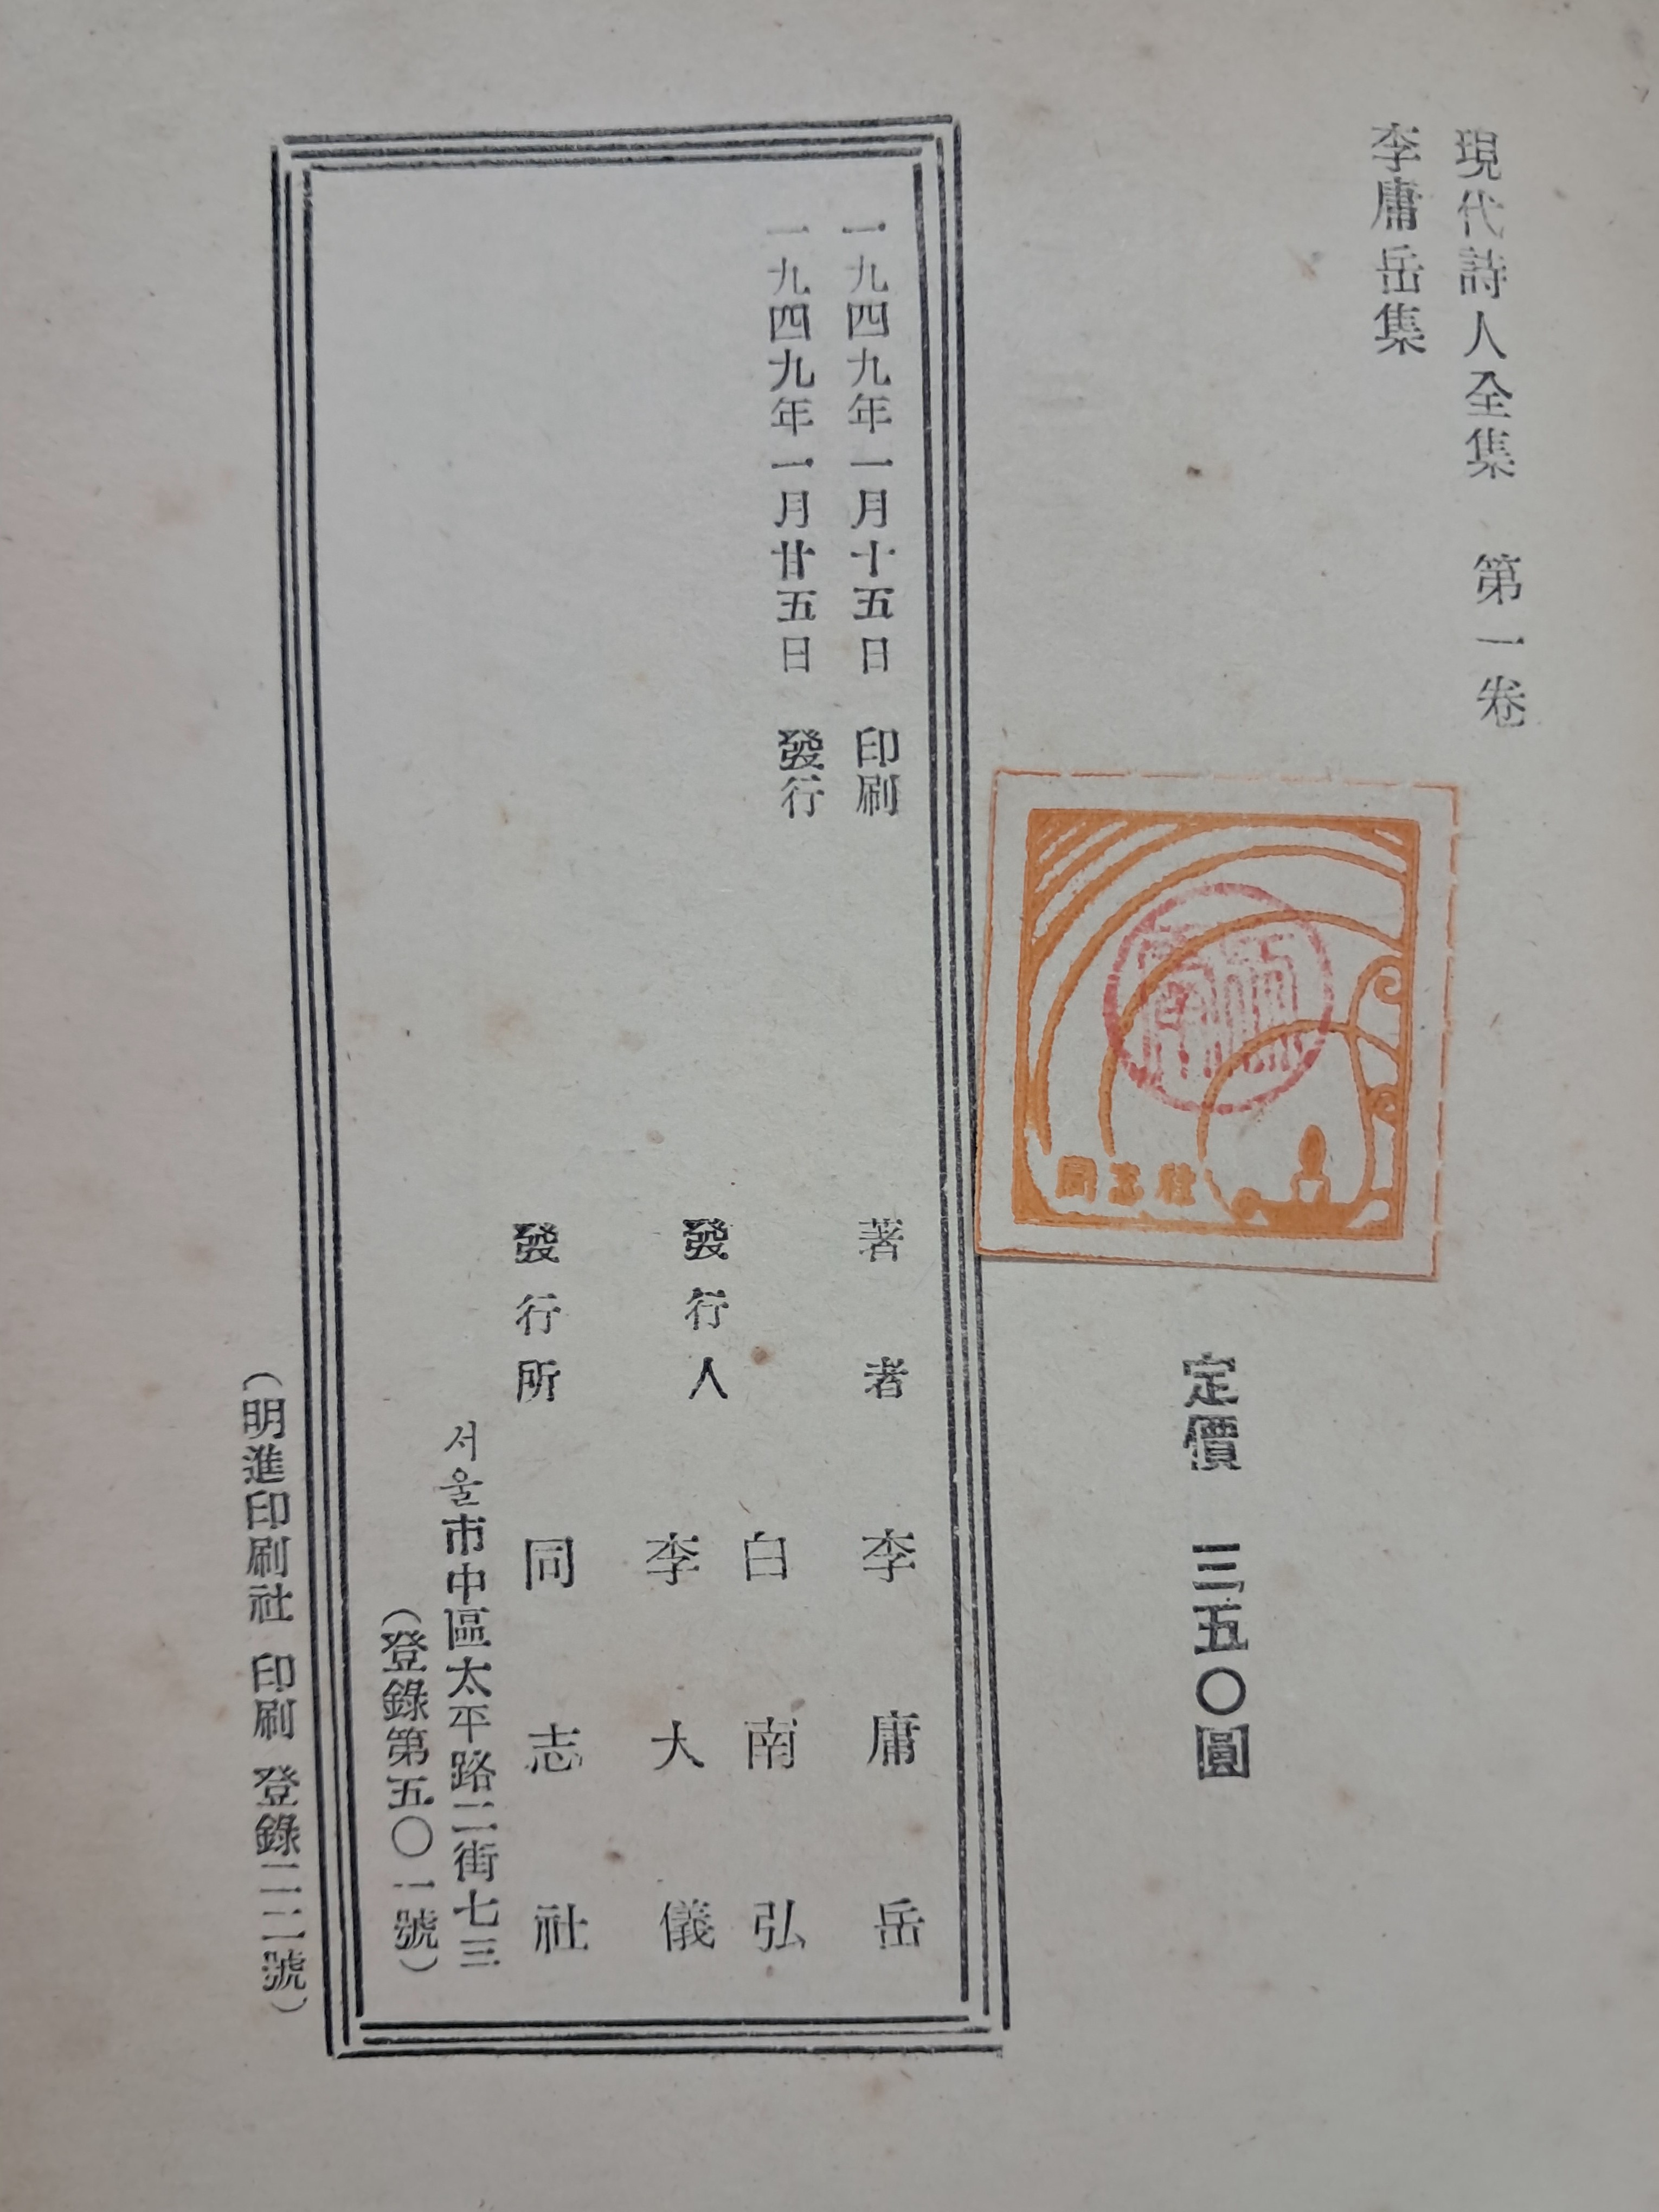 現代詩人全集 第一卷
李庸岳集
同志社
定價 三五〇圓
一九四九年一月十五日 印刷
一九四九年一月廿五日 發行
著者 李庸岳
發行人 白南弘
李大儀
發行所 同志社
서울市中區太平路二街七三
(登錄第五〇一號)
(明進印刷社 印刷 登錄二二號)